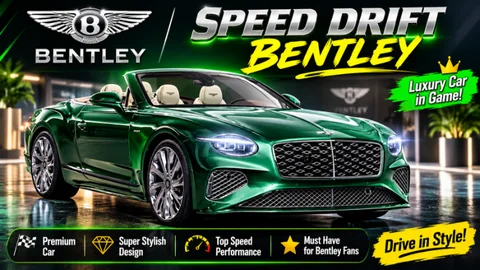 B
BENTLEY
SPEED DRIFT
BENTLEY
Luxury Car
in Game!
BENTLEY
Premium
Car
Super Stylish
Design
Top Speed
Performance
Must Have
for Bentley Fans
Drive in Style!